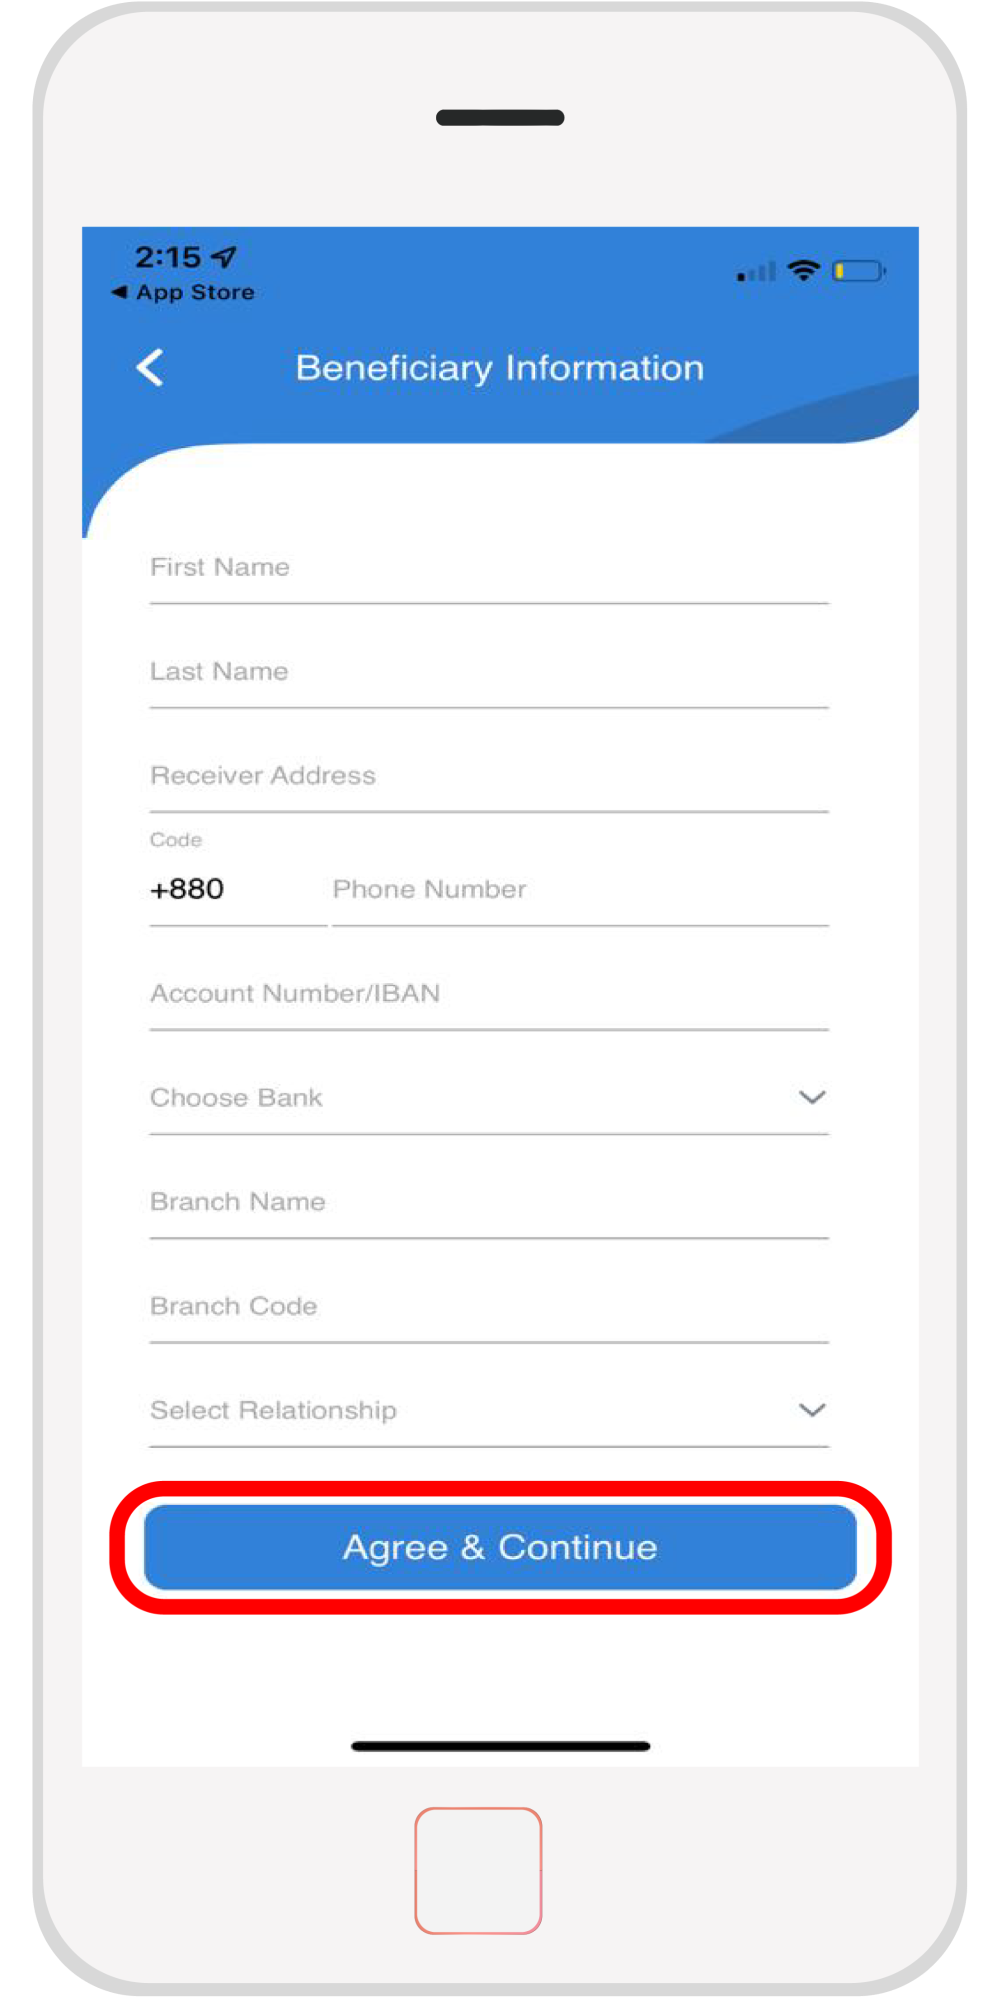 2:15
App Store
Beneficiary Information
First Name
Last Name
Receiver Address
Code
+880 Phone Number
Account Number/IBAN
Choose Bank
Branch Name
Branch Code
Select Relationship
Agree & Continue